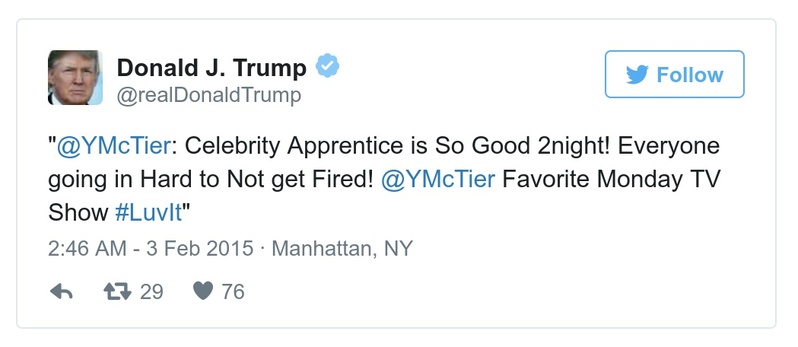 Donald J. Trump
@realDonaldTrump
Follow
"@YMcTier: Celebrity Apprentice is So Good 2night! Everyone
going in Hard to Not get Fired! @YMcTier Favorite Monday TV
Show #LuvIt"
2:46 AM - 3 Feb 2015 · Manhattan, NY
29 76